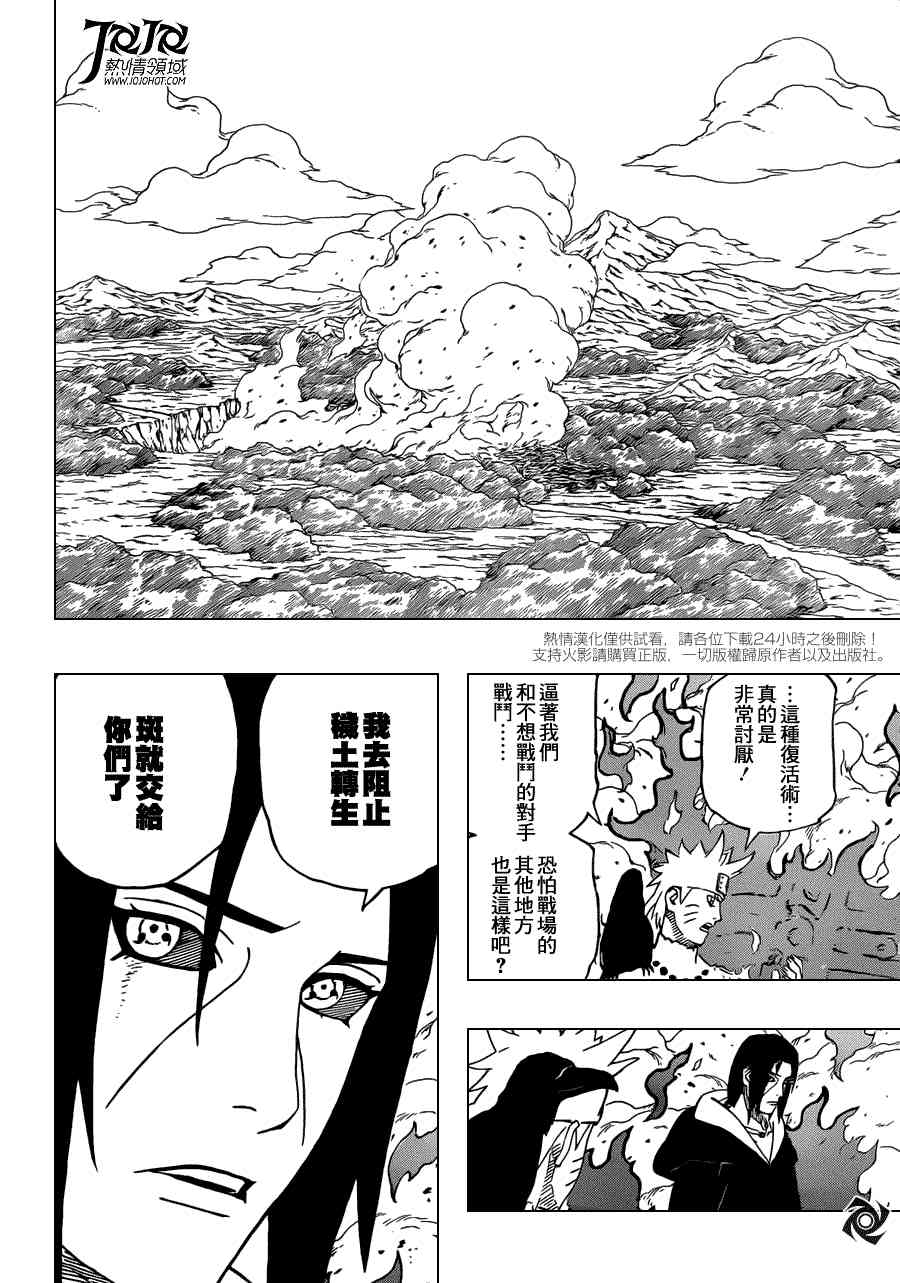 JOJO
熱情領域
WWW.JOJOHOT.COM
熱情漢化僅供試看，請各位下載24小時之後刪除！
支持火影請購買正版，一切版權歸原作者以及出版社。
…這種復活術…
真的是
非常討厭！
逼著我們
和不想戰鬥的對手
戰鬥……
恐怕戰場的
其他地方
也是這樣吧？
我去阻止
穢土轉生
斑就交給
你們了